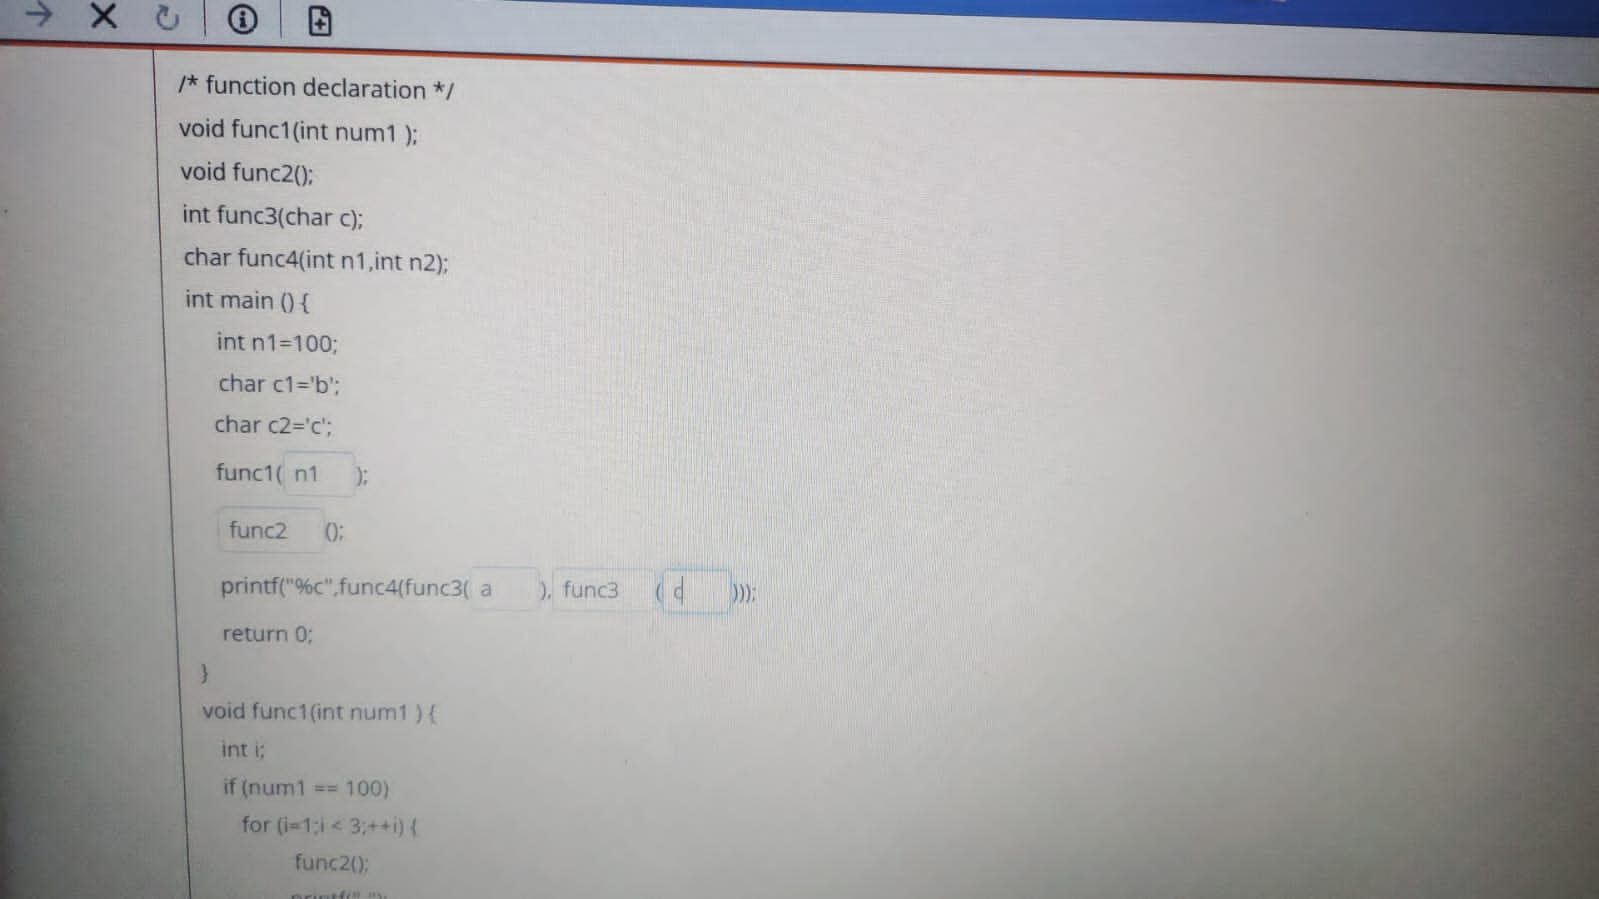 /* function declaration */
void func1(int num1 );
void func2();
int func3(char c);
char func4(int n1,int n2);
int main () {
int n1=100;
char c1='b';
char c2='c';
func1( n1 );
func2 ();
printf("%c",func4(func3( a ), func3 ( d )));
return 0;
}
void func1(int num1 ) {
int i;
if (num1 == 100)
for (i=1;i < 3;++i) {
func2();